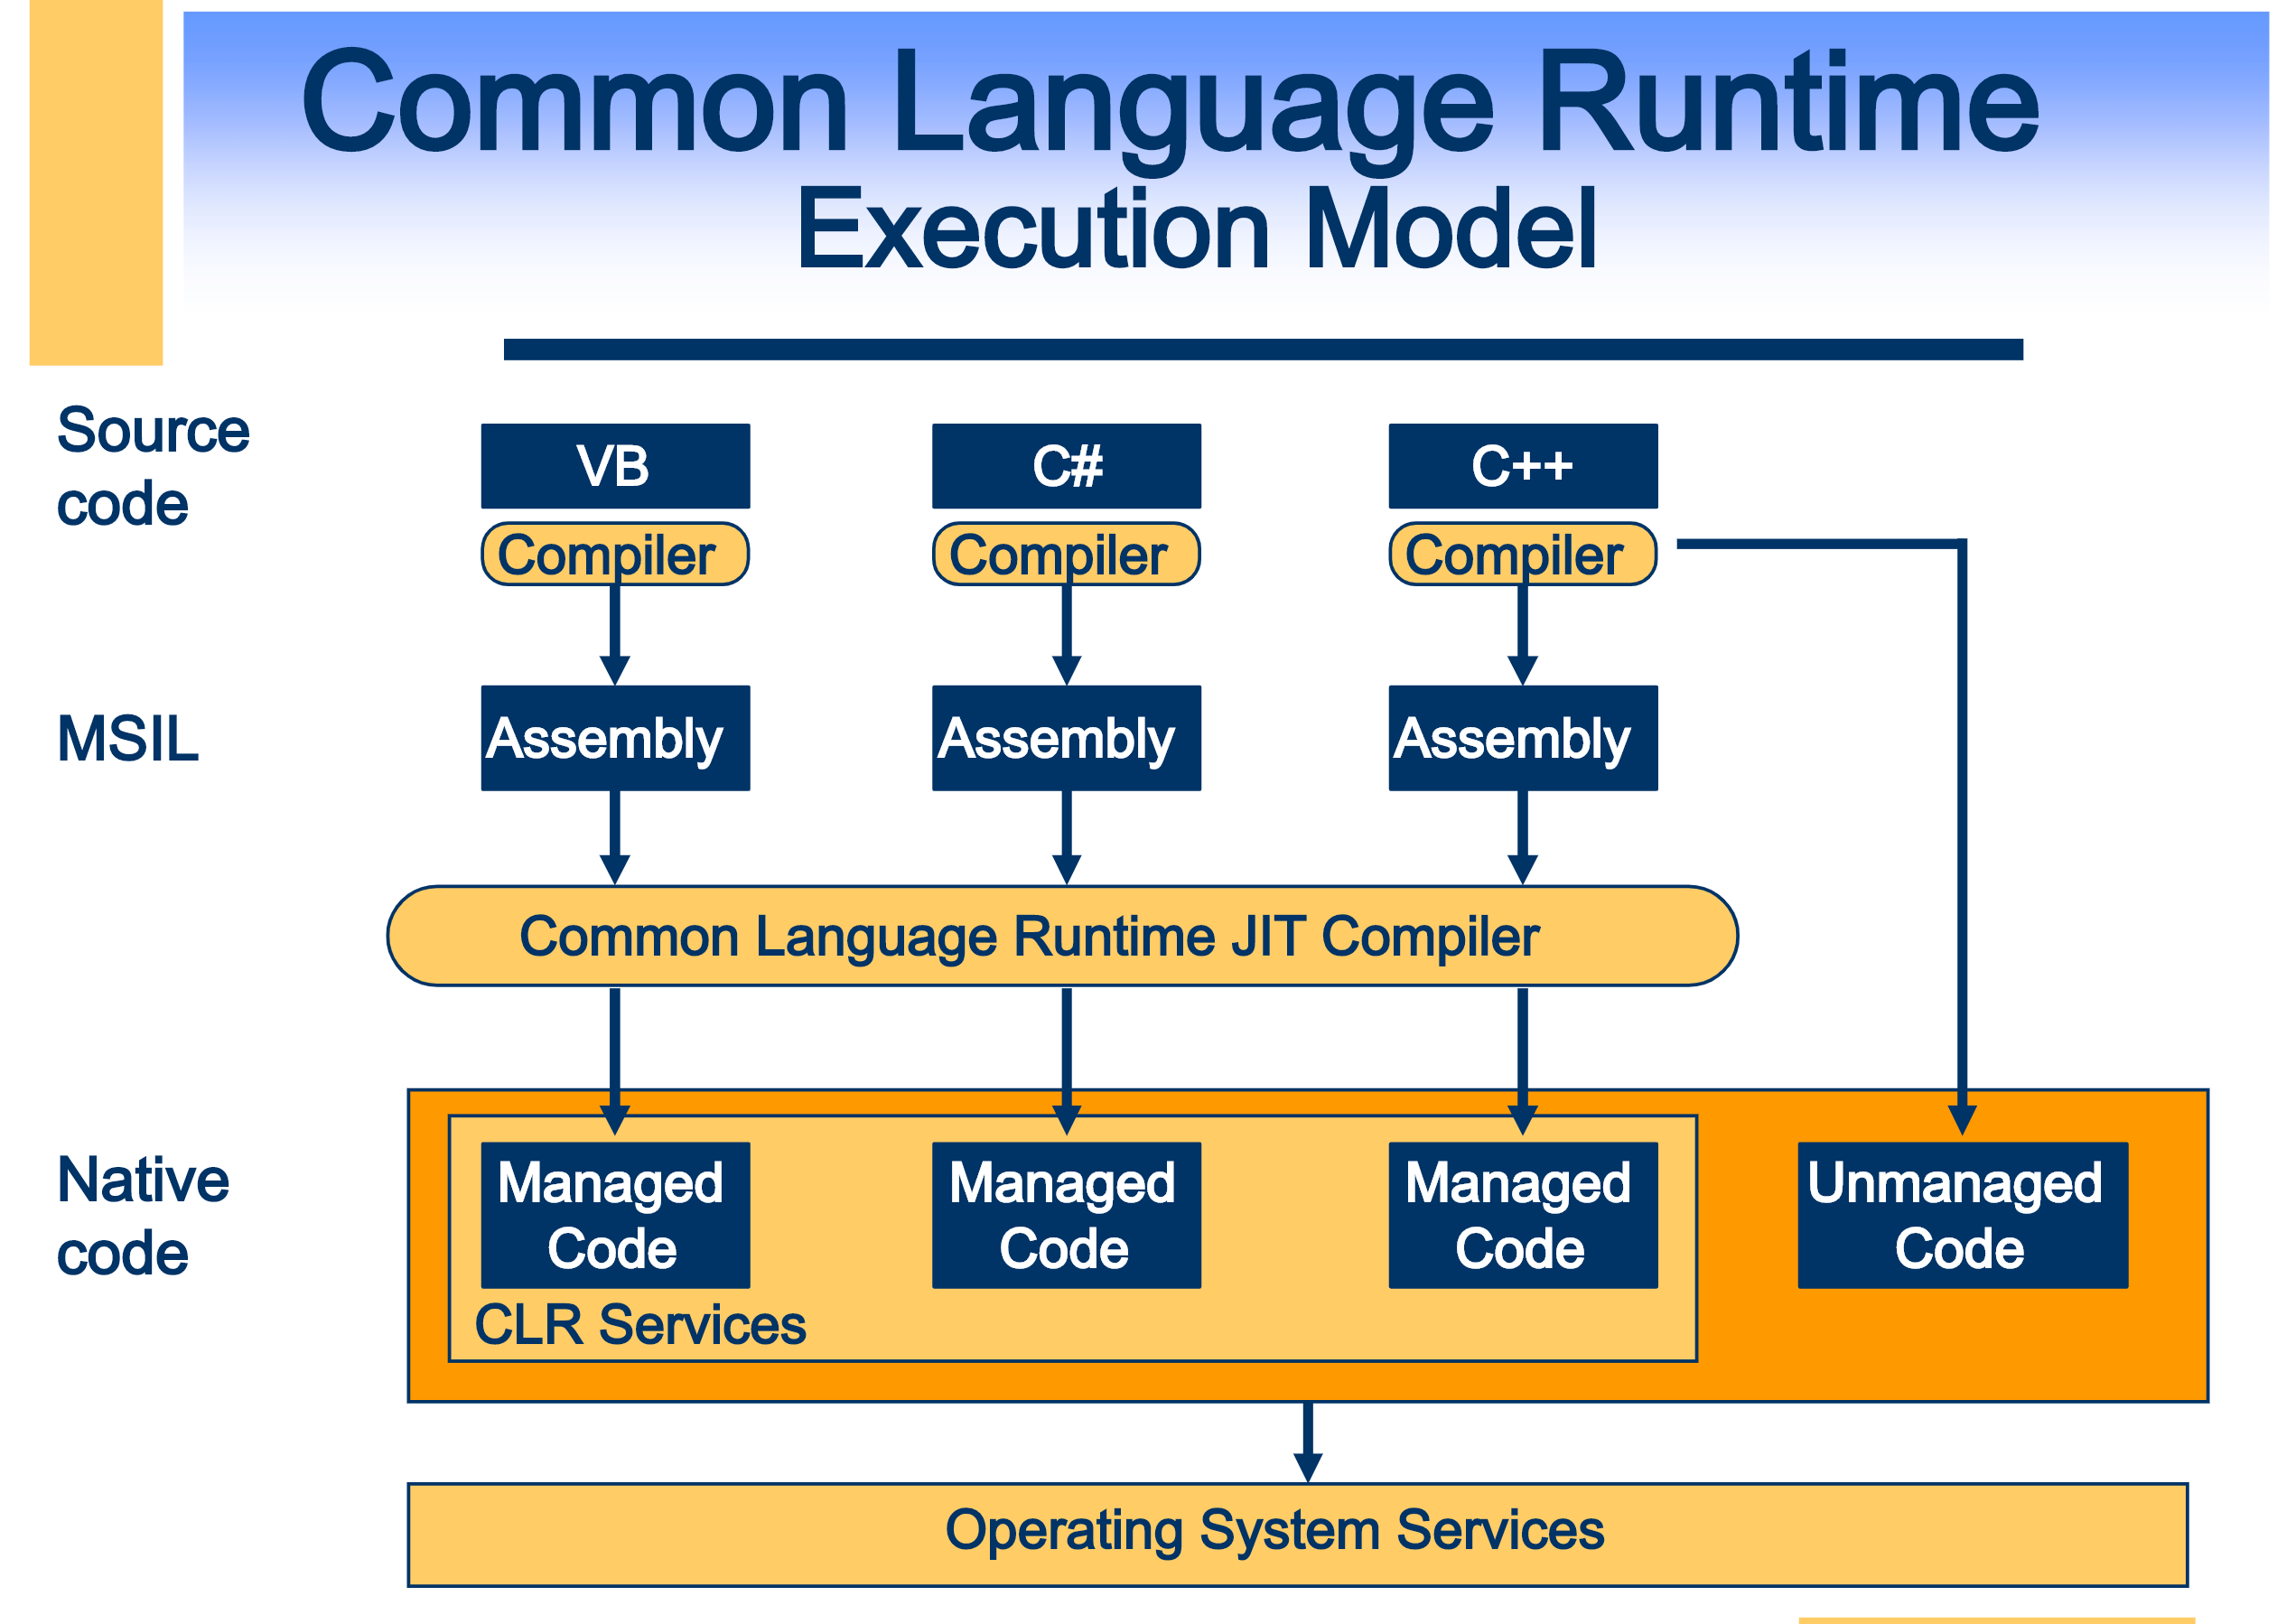 Common Language Runtime
Execution Model
Source
code
VB
C#
C++
Compiler
Compiler
Compiler
MSIL
Assembly
Assembly
Assembly
Common Language Runtime JIT Compiler
Native
code
Managed
Code
Managed
Code
Managed
Code
Unmanaged
Code
CLR Services
Operating System Services